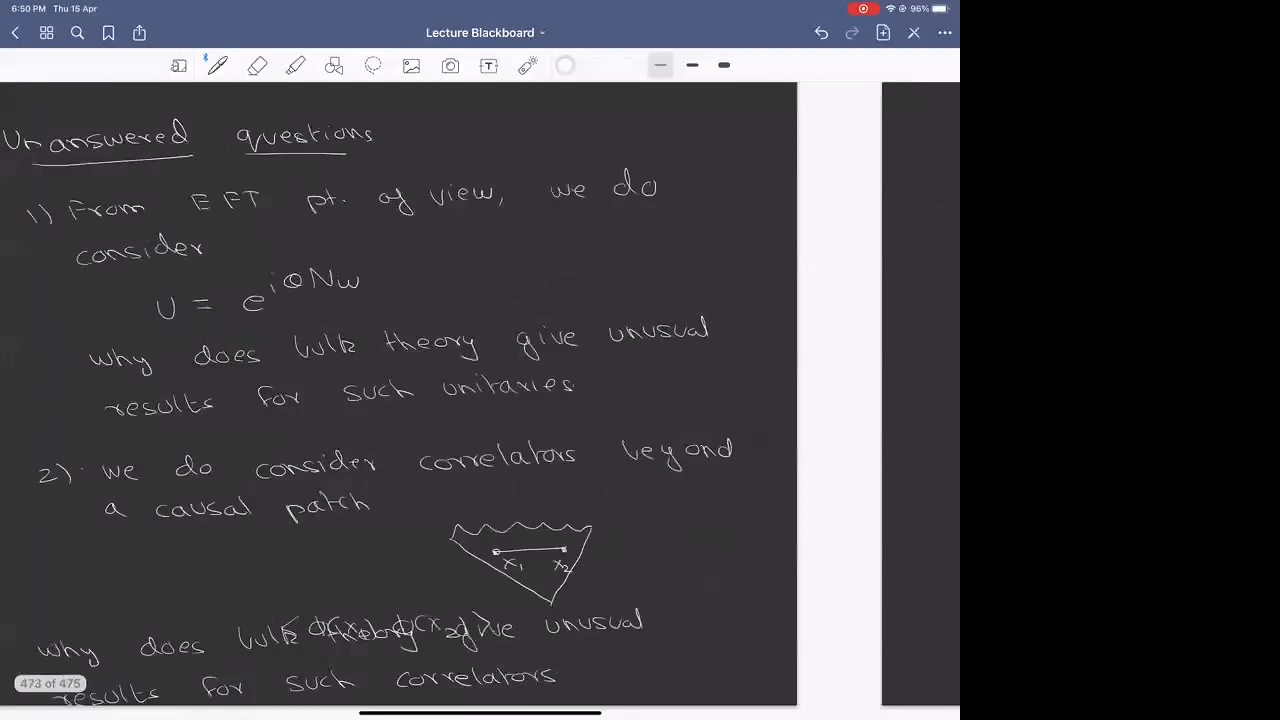 6:50 PM Thu 15 Apr
96%
Lecture Blackboard
Unanswered questions
1) From EFT pt. of view, we do
consider
U = e^{iθNω}
why does bulk theory give unusual
results for such unitaries
2) we do consider correlators beyond
a causal patch
x₁ x₂
why does bulk theory give unusual
results for such correlators
473 of 475